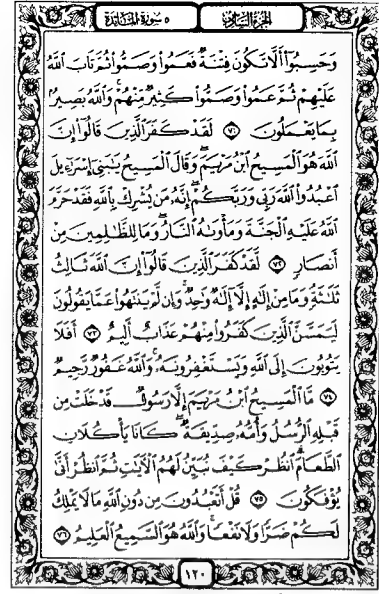 الجزء السادس
٥ سورة المائدة
وَحَسِبُوٓا۟ أَلَّا تَكُونَ فِتْنَةٌ فَعَمُوا۟ وَصَمُّوا۟ ثُمَّ تَابَ ٱللَّهُ
عَلَيْهِمْ ثُمَّ عَمُوا۟ وَصَمُّوا۟ كَثِيرٌ مِّنْهُمْ ۚ وَٱللَّهُ بَصِيرٌۢ
بِمَا يَعْمَلُونَ ٧١ لَقَدْ كَفَرَ ٱلَّذِينَ قَالُوٓا۟ إِنَّ
ٱللَّهَ هُوَ ٱلْمَسِيحُ ٱبْنُ مَرْيَمَ ۖ وَقَالَ ٱلْمَسِيحُ يَٰبَنِىٓ إِسْرَٰٓءِيلَ
ٱعْبُدُوا۟ ٱللَّهَ رَبِّى وَرَبَّكُمْ ۖ إِنَّهُۥ مَن يُشْرِكْ بِٱللَّهِ فَقَدْ حَرَّمَ
ٱللَّهُ عَلَيْهِ ٱلْجَنَّةَ وَمَأْوَىٰهُ ٱلنَّارُ ۖ وَمَا لِلظَّٰلِمِينَ مِنْ
أَنصَارٍ ٧٢ لَّقَدْ كَفَرَ ٱلَّذِينَ قَالُوٓا۟ إِنَّ ٱللَّهَ ثَالِثُ
ثَلَٰثَةٍ ۘ وَمَا مِنْ إِلَٰهٍ إِلَّآ إِلَٰهٌ وَٰحِدٌ ۚ وَإِن لَّمْ يَنتَهُوا۟ عَمَّا يَقُولُونَ
لَيَمَسَّنَّ ٱلَّذِينَ كَفَرُوا۟ مِنْهُمْ عَذَابٌ أَلِيمٌ ٧٣ أَفَلَا
يَتُوبُونَ إِلَى ٱللَّهِ وَيَسْتَغْفِرُونَهُۥ ۚ وَٱللَّهُ غَفُورٌ رَّحِيمٌ
٧٤ مَّا ٱلْمَسِيحُ ٱبْنُ مَرْيَمَ إِلَّا رَسُولٌ قَدْ خَلَتْ مِن
قَبْلِهِ ٱلرُّسُلُ وَأُمُّهُۥ صِدِّيقَةٌ ۖ كَانَا يَأْكُلَانِ
ٱلطَّعَامَ ۗ ٱنظُرْ كَيْفَ نُبَيِّنُ لَهُمُ ٱلْءَايَٰتِ ثُمَّ ٱنظُرْ أَنَّىٰ
يُؤْفَكُونَ ٧٥ قُلْ أَتَعْبُدُونَ مِن دُونِ ٱللَّهِ مَا لَا يَمْلِكُ
لَكُمْ ضَرًّا وَلَا نَفْعًا ۚ وَٱللَّهُ هُوَ ٱلسَّمِيعُ ٱلْعَلِيمُ ٧٦
١٢٠